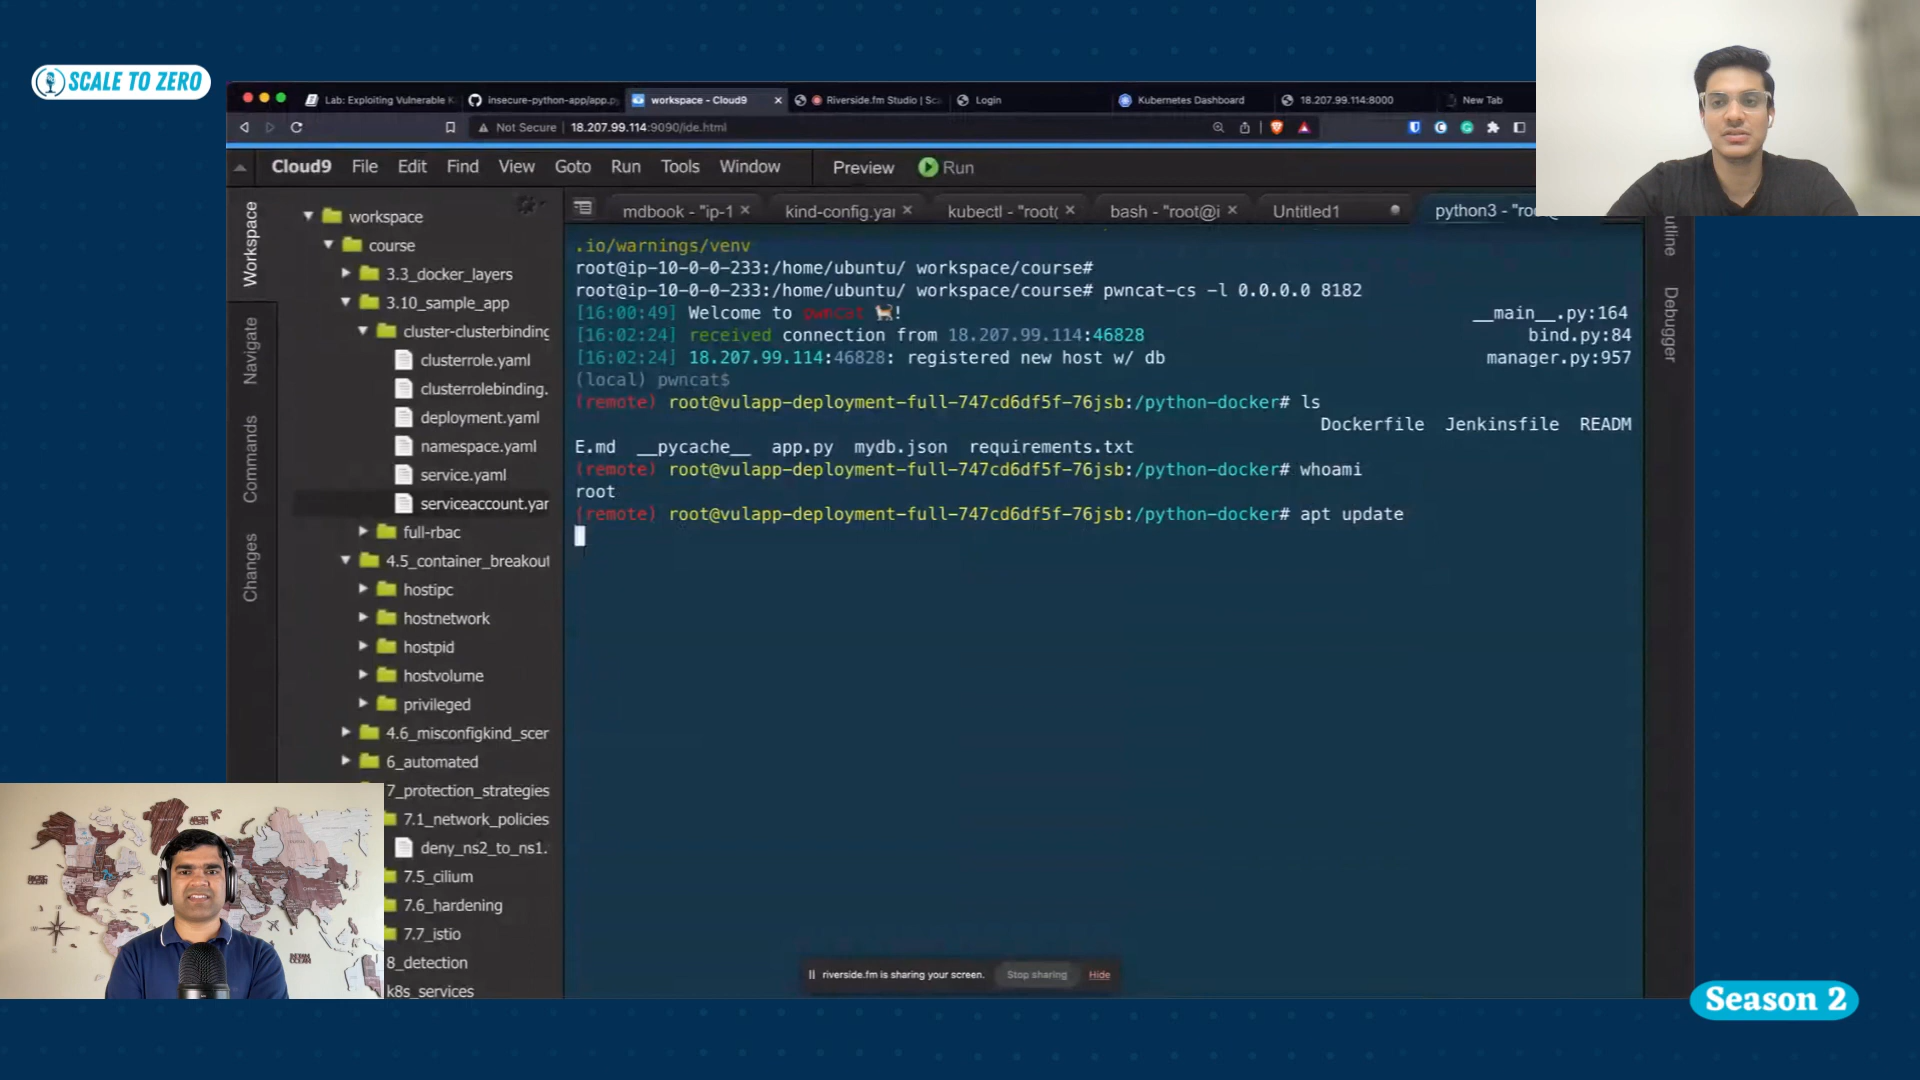 SCALE TO ZERO
Lab: Exploiting Vulnerable K
insecure-python-app/app.p
workspace - Cloud9
Riverside.fm Studio | Sc
Login
Kubernetes Dashboard
18.207.99.114:8000
New Tab
Not Secure | 18.207.99.114:9090/ide.html
Cloud9 File Edit Find View Goto Run Tools Window Preview Run
mdbook - "ip-1
kind-config.yar
kubectl - "root(
bash - "root@i
Untitled1
python3 - "ro
Workspace
Navigate
Commands
Changes
workspace
course
3.3_docker_layers
3.10_sample_app
cluster-clusterbinding
clusterrole.yaml
clusterrolebinding.
deployment.yaml
namespace.yaml
service.yaml
serviceaccount.yar
full-rbac
4.5_container_breakout
hostipc
hostnetwork
hostpid
hostvolume
privileged
4.6_misconfigkind_scer
6_automated
7_protection_strategies
7.1_network_policies
deny_ns2_to_ns1.
7.5_cilium
7.6_hardening
7.7_istio
8_detection
k8s_services
.io/warnings/venv
root@ip-10-0-0-233:/home/ubuntu/ workspace/course#
root@ip-10-0-0-233:/home/ubuntu/ workspace/course# pwncat-cs -l 0.0.0.0 8182
[16:00:49] Welcome to pwncat 🐈! __main__.py:164
[16:02:24] received connection from 18.207.99.114:46828 bind.py:84
[16:02:24] 18.207.99.114:46828: registered new host w/ db manager.py:957
(local) pwncat$
(remote) root@vulapp-deployment-full-747cd6df5f-76jsb:/python-docker# ls
Dockerfile Jenkinsfile READM
E.md __pycache__ app.py mydb.json requirements.txt
(remote) root@vulapp-deployment-full-747cd6df5f-76jsb:/python-docker# whoami
root
(remote) root@vulapp-deployment-full-747cd6df5f-76jsb:/python-docker# apt update
utline
Debugger
riverside.fm is sharing your screen. Stop sharing Hide
Season 2